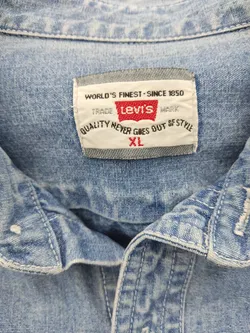 WORLD'S FINEST-SINCE 1850
TRADE Levi's MARK
QUALITY NEVER GOES OUT OF STYLE
XL